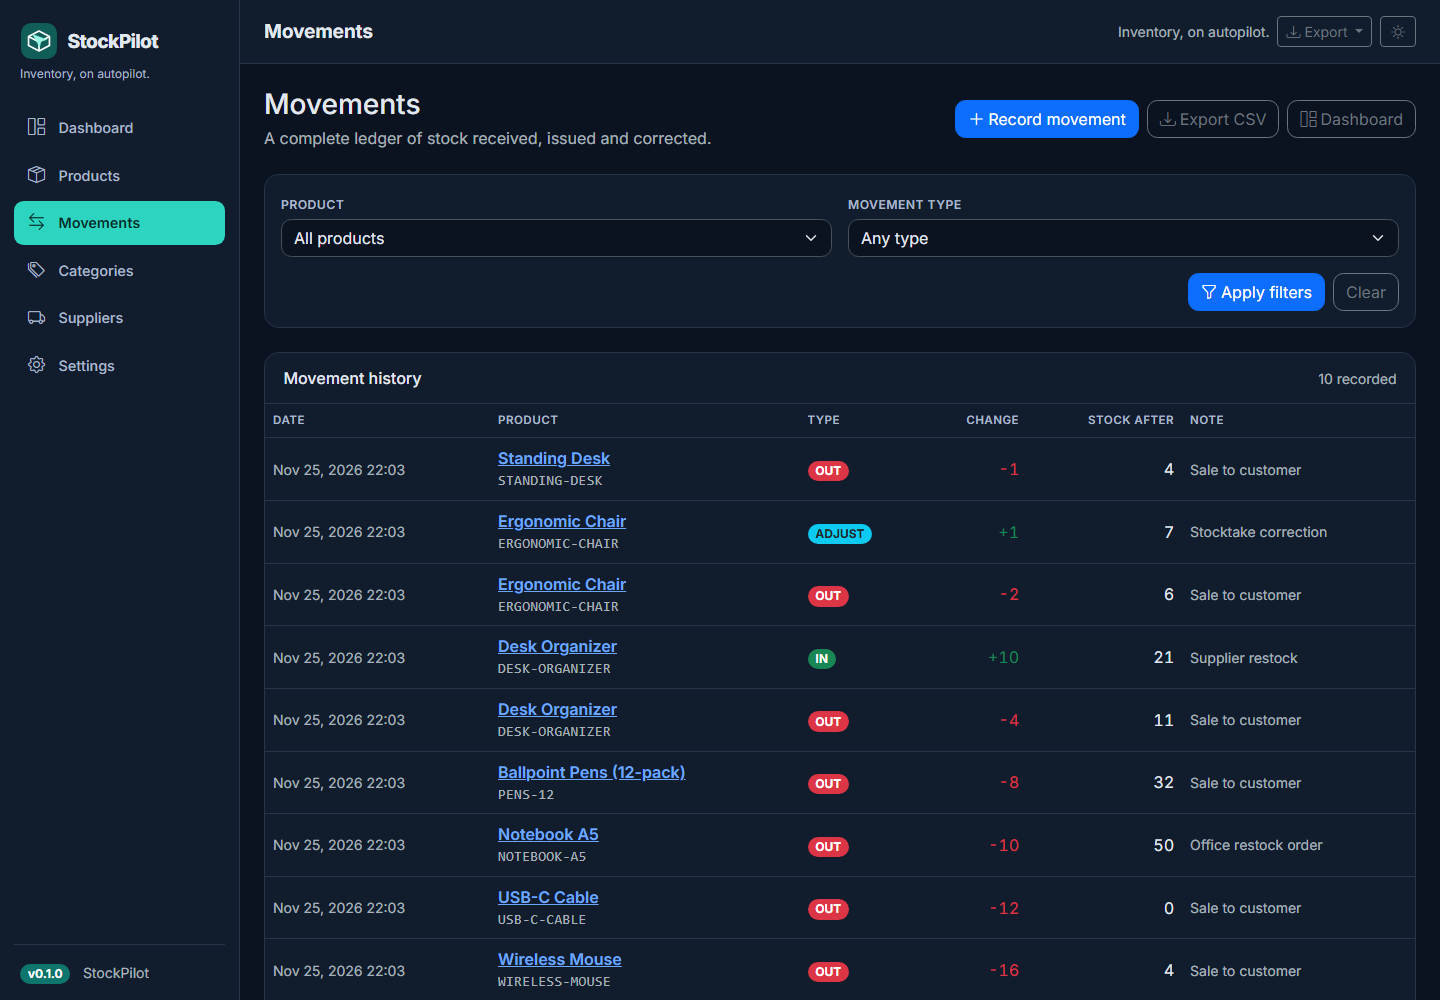 StockPilot
Inventory, on autopilot.
Dashboard
Products
Movements
Categories
Suppliers
Settings
v0.1.0 StockPilot
Movements
Inventory, on autopilot. Export
Movements
A complete ledger of stock received, issued and corrected.
Record movement Export CSV Dashboard
PRODUCT MOVEMENT TYPE
All products Any type
Apply filters Clear
Movement history 10 recorded
DATE PRODUCT TYPE CHANGE STOCK AFTER NOTE
Nov 25, 2026 22:03 Standing Desk OUT -1 4 Sale to customer
STANDING-DESK
Nov 25, 2026 22:03 Ergonomic Chair ADJUST +1 7 Stocktake correction
ERGONOMIC-CHAIR
Nov 25, 2026 22:03 Ergonomic Chair OUT -2 6 Sale to customer
ERGONOMIC-CHAIR
Nov 25, 2026 22:03 Desk Organizer IN +10 21 Supplier restock
DESK-ORGANIZER
Nov 25, 2026 22:03 Desk Organizer OUT -4 11 Sale to customer
DESK-ORGANIZER
Nov 25, 2026 22:03 Ballpoint Pens (12-pack) OUT -8 32 Sale to customer
PENS-12
Nov 25, 2026 22:03 Notebook A5 OUT -10 50 Office restock order
NOTEBOOK-A5
Nov 25, 2026 22:03 USB-C Cable OUT -12 0 Sale to customer
USB-C-CABLE
Nov 25, 2026 22:03 Wireless Mouse OUT -16 4 Sale to customer
WIRELESS-MOUSE